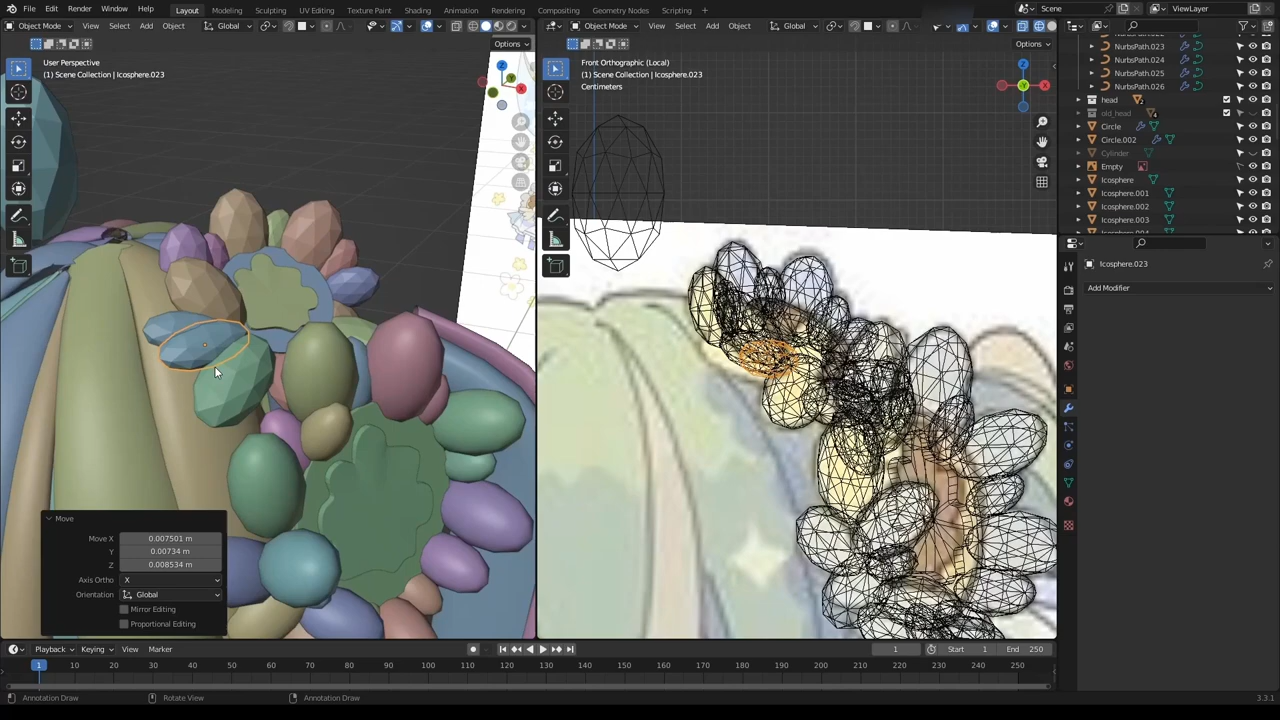 File Edit Render Window Help Layout Modeling Sculpting UV Editing Texture Paint Shading Animation Rendering Compositing Geometry Nodes Scripting + Scene ViewLayer
Object Mode View Select Add Object Global Object Mode View Select Add Object Global
Options Options
User Perspective
(1) Scene Collection | Icosphere.023
Front Orthographic (Local)
(1) Scene Collection | Icosphere.023
Centimeters
NurbsPath.023
NurbsPath.024
NurbsPath.025
NurbsPath.026
head
old_head
Circle
Circle.002
Cylinder
Empty
Icosphere
Icosphere.001
Icosphere.002
Icosphere.003
Icosphere.023
Add Modifier
Move
Move X 0.007501 m
Y 0.00734 m
Z 0.008534 m
Axis Ortho X
Orientation Global
Mirror Editing
Proportional Editing
Playback Keying View Marker 1 Start 1 End 250
1 10 20 30 40 50 60 70 80 90 100 110 120 130 140 150 160 170 180 190 200 210 220 230 240 250
Annotation Draw Rotate View Annotation Draw 3.3.1